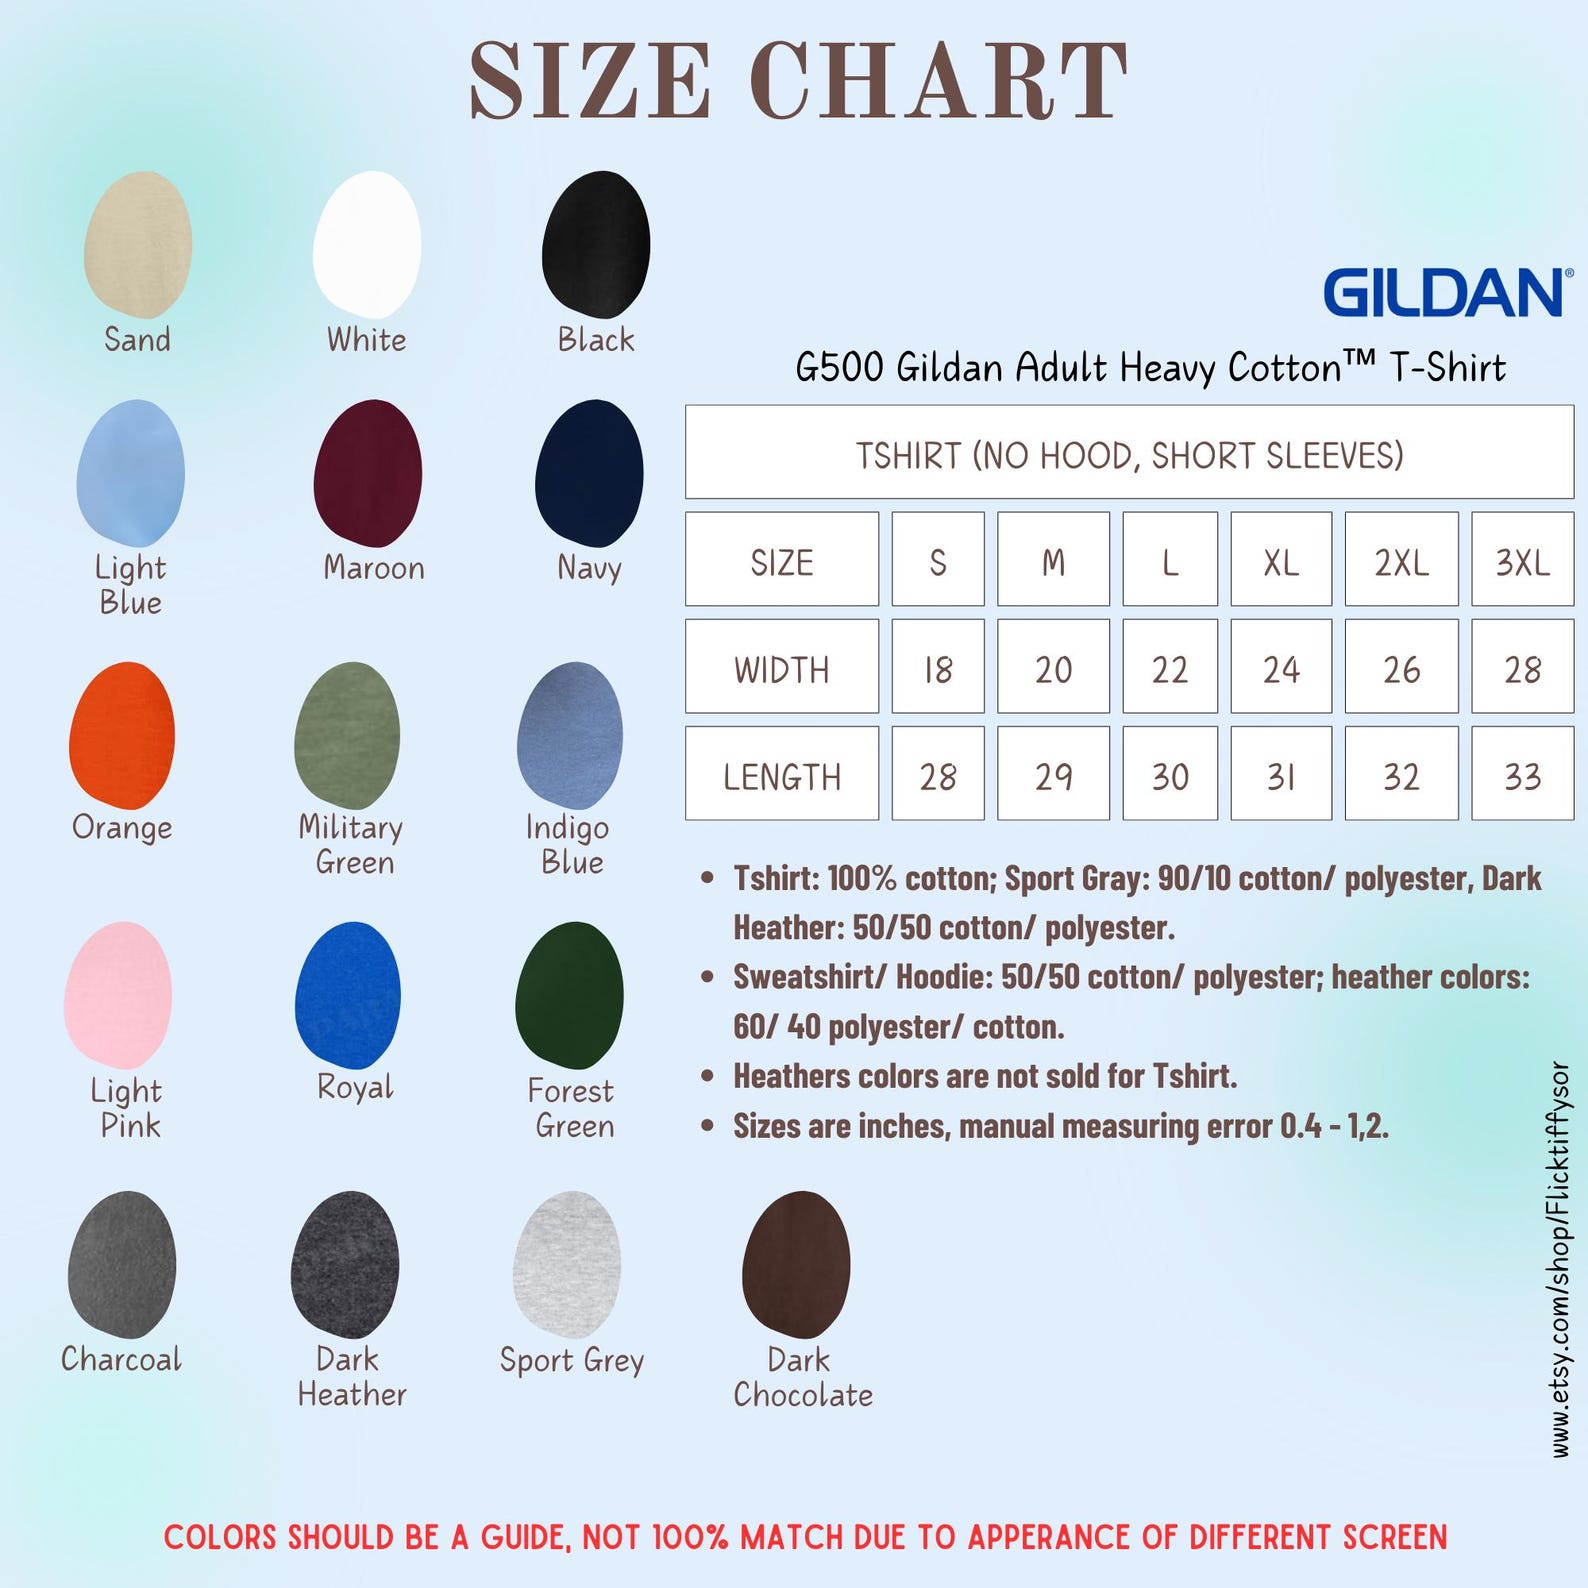 SIZE CHART
Sand
White
Black
Light
Blue
Maroon
Navy
Orange
Military
Green
Indigo
Blue
Light
Pink
Royal
Forest
Green
Charcoal
Dark
Heather
Sport Grey
Dark
Chocolate
GILDAN®
G500 Gildan Adult Heavy Cotton™ T-Shirt
TSHIRT (NO HOOD, SHORT SLEEVES)
SIZE S M L XL 2XL 3XL
WIDTH 18 20 22 24 26 28
LENGTH 28 29 30 31 32 33
• Tshirt: 100% cotton; Sport Gray: 90/10 cotton/ polyester, Dark
Heather: 50/50 cotton/ polyester.
• Sweatshirt/ Hoodie: 50/50 cotton/ polyester; heather colors:
60/ 40 polyester/ cotton.
• Heathers colors are not sold for Tshirt.
• Sizes are inches, manual measuring error 0.4 - 1,2.
www.etsy.com/shop/Flicktiffysor
COLORS SHOULD BE A GUIDE, NOT 100% MATCH DUE TO APPERANCE OF DIFFERENT SCREEN